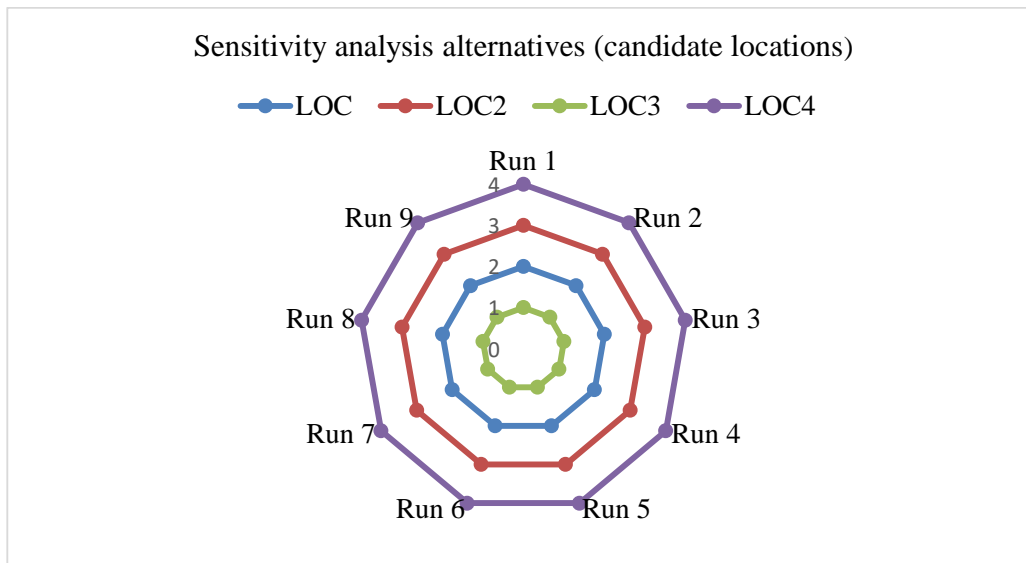 Sensitivity analysis alternatives (candidate locations)
LOC LOC2 LOC3 LOC4
Run 1
4
Run 9 Run 2
3
2
Run 8 1 Run 3
0
Run 7 Run 4
Run 6 Run 5